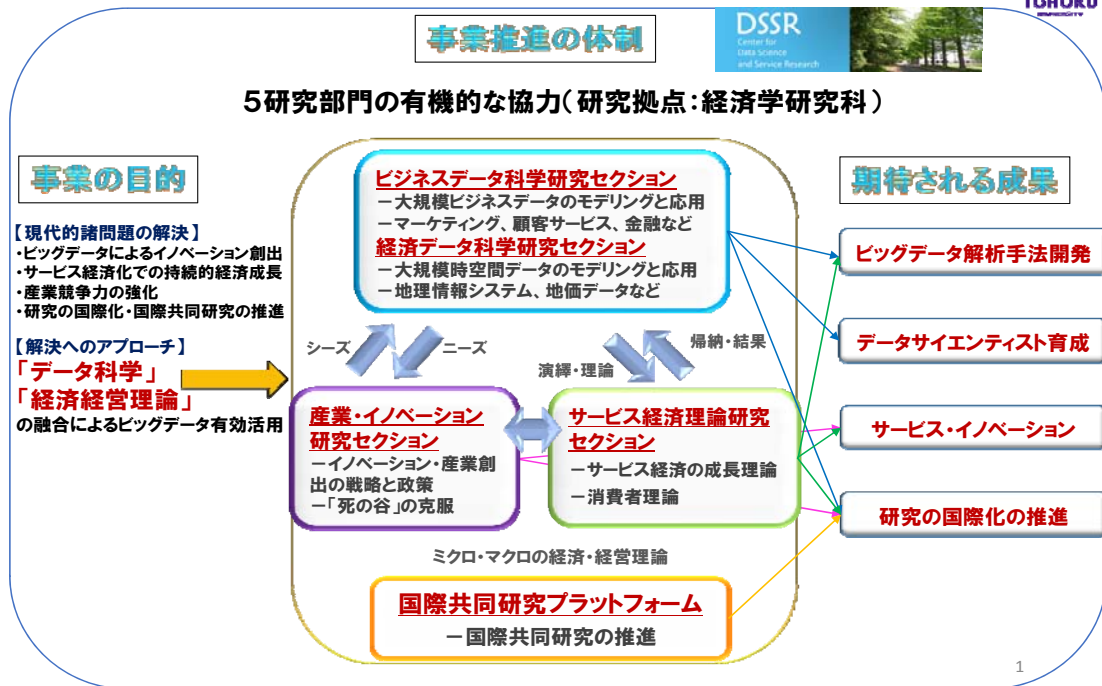 TOHOKU
UNIVERSITY
事業推進の体制
DSSR
Center for
Data Science
and Service Research
5研究部門の有機的な協力(研究拠点:経済学研究科)
事業の目的
【現代的諸問題の解決】
・ビッグデータによるイノベーション創出
・サービス経済化での持続的経済成長
・産業競争力の強化
・研究の国際化・国際共同研究の推進
【解決へのアプローチ】
「データ科学」
「経済経営理論」
の融合によるビッグデータ有効活用
ビジネスデータ科学研究セクション
－大規模ビジネスデータのモデリングと応用
－マーケティング、顧客サービス、金融など
経済データ科学研究セクション
－大規模時空間データのモデリングと応用
－地理情報システム、地価データなど
シーズ
ニーズ
演繹・理論
帰納・結果
産業・イノベーション
研究セクション
－イノベーション・産業創
出の戦略と政策
－「死の谷」の克服
サービス経済理論研究
セクション
－サービス経済の成長理論
－消費者理論
ミクロ・マクロの経済・経営理論
国際共同研究プラットフォーム
－国際共同研究の推進
期待される成果
ビッグデータ解析手法開発
データサイエンティスト育成
サービス・イノベーション
研究の国際化の推進
1